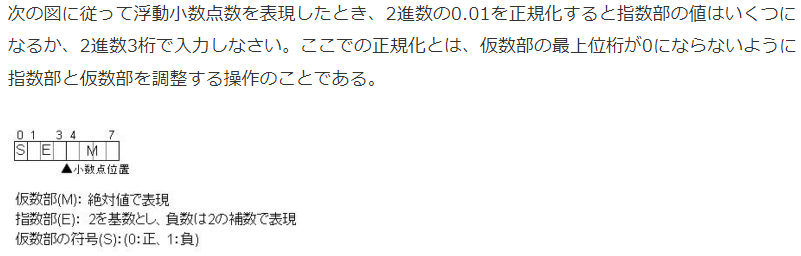 次の図に従って浮動小数点数を表現したとき、2進数の0.01を正規化すると指数部の値はいくつに
なるか、2進数3桁で入力しなさい。ここでの正規化とは、仮数部の最上位桁が0にならないように
指数部と仮数部を調整する操作のことである。
0 1 3 4 7
S E M
▲小数点位置
仮数部(M): 絶対値で表現
指数部(E): 2を基数とし、負数は2の補数で表現
仮数部の符号(S):(0:正、1:負)